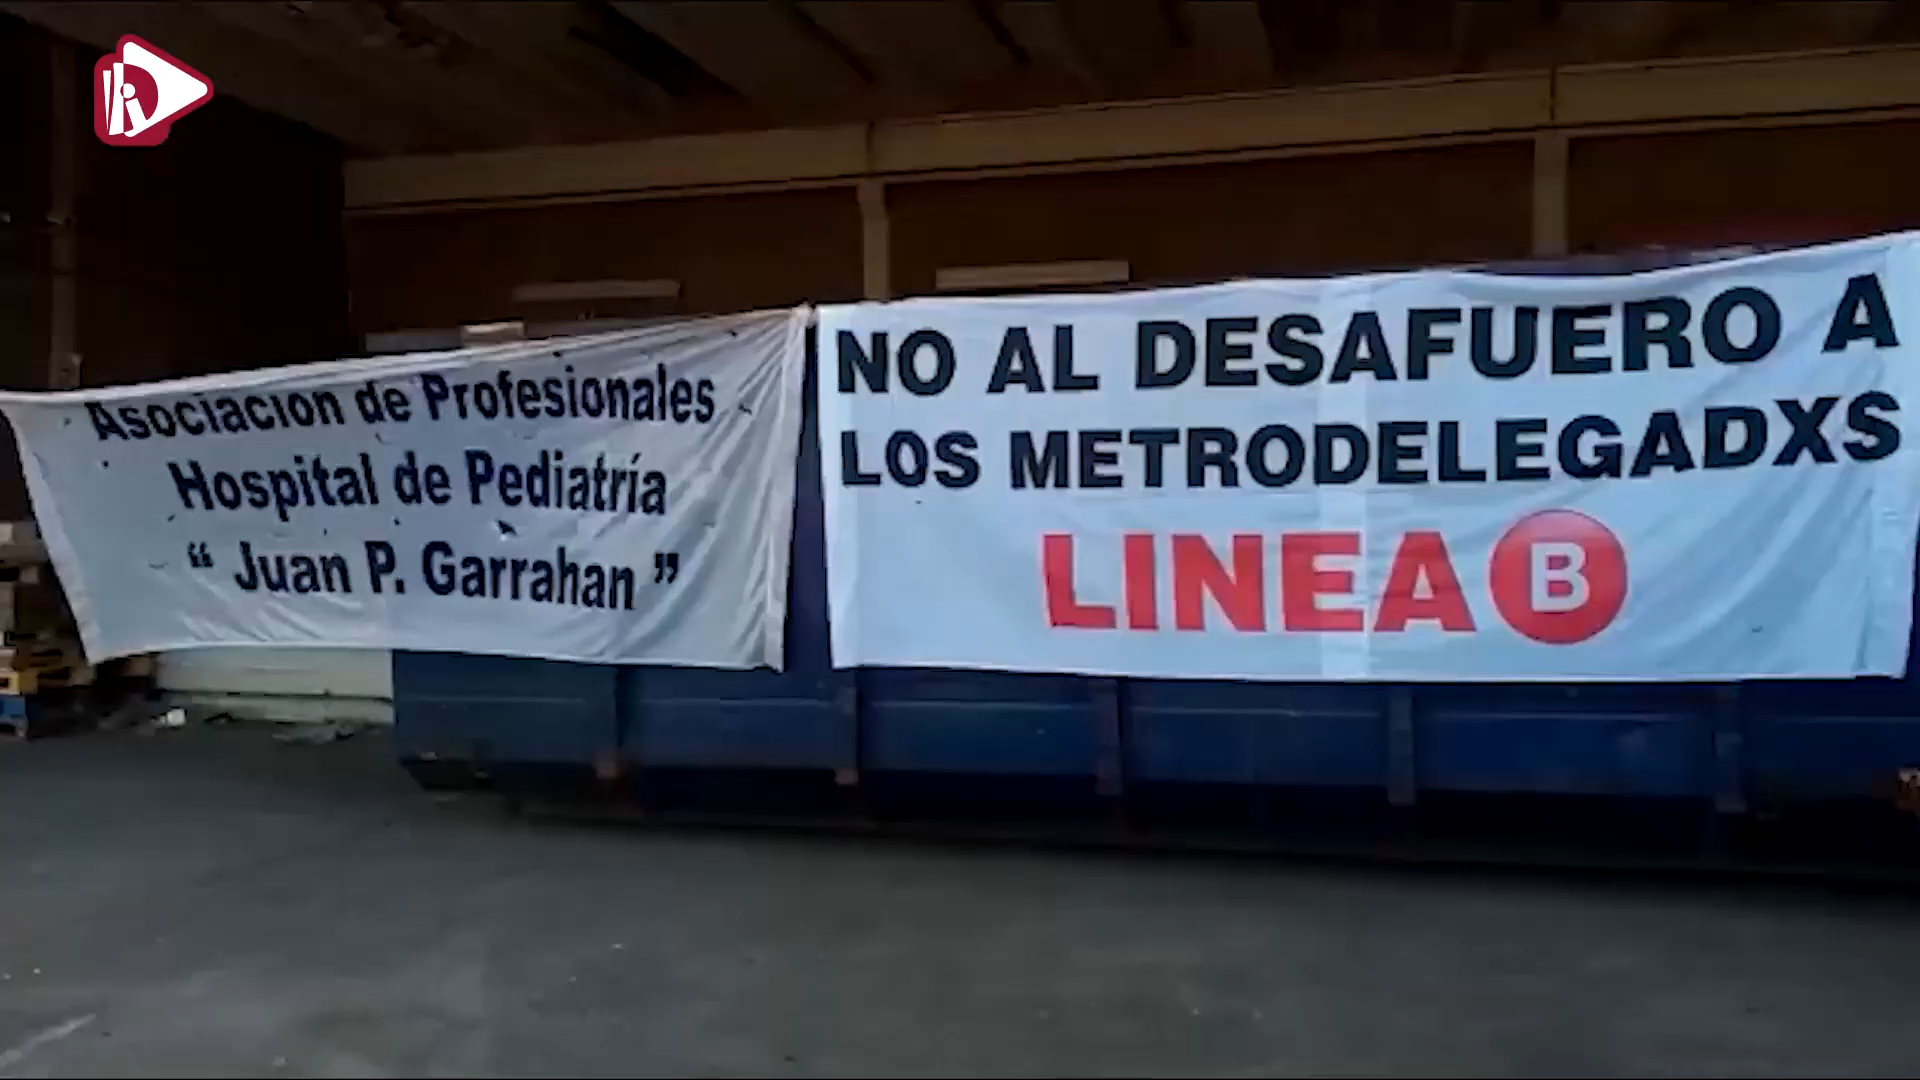 Asociacion de Profesionales
Hospital de Pediatría
“ Juan P. Garrahan ”
NO AL DESAFUERO A
LOS METRODELEGADXS
LINEA B